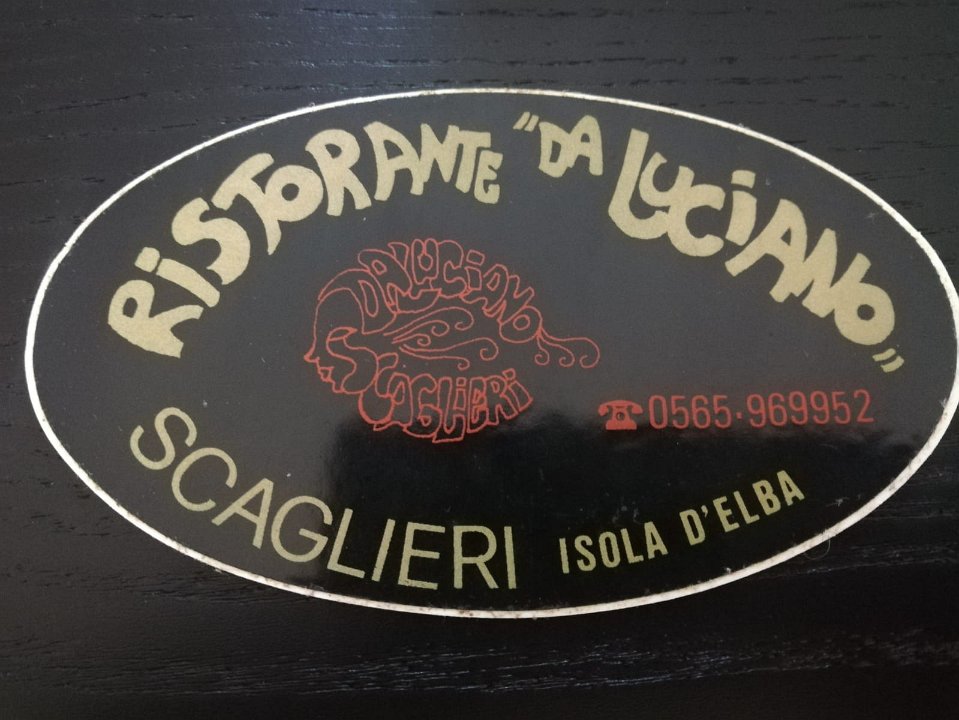 RiSTORANTE "DA LUCiANO"
DA LUCIANO
SCAGLIERI
☎ 0565·969952
SCAGLIERI ISOLA D'ELBA